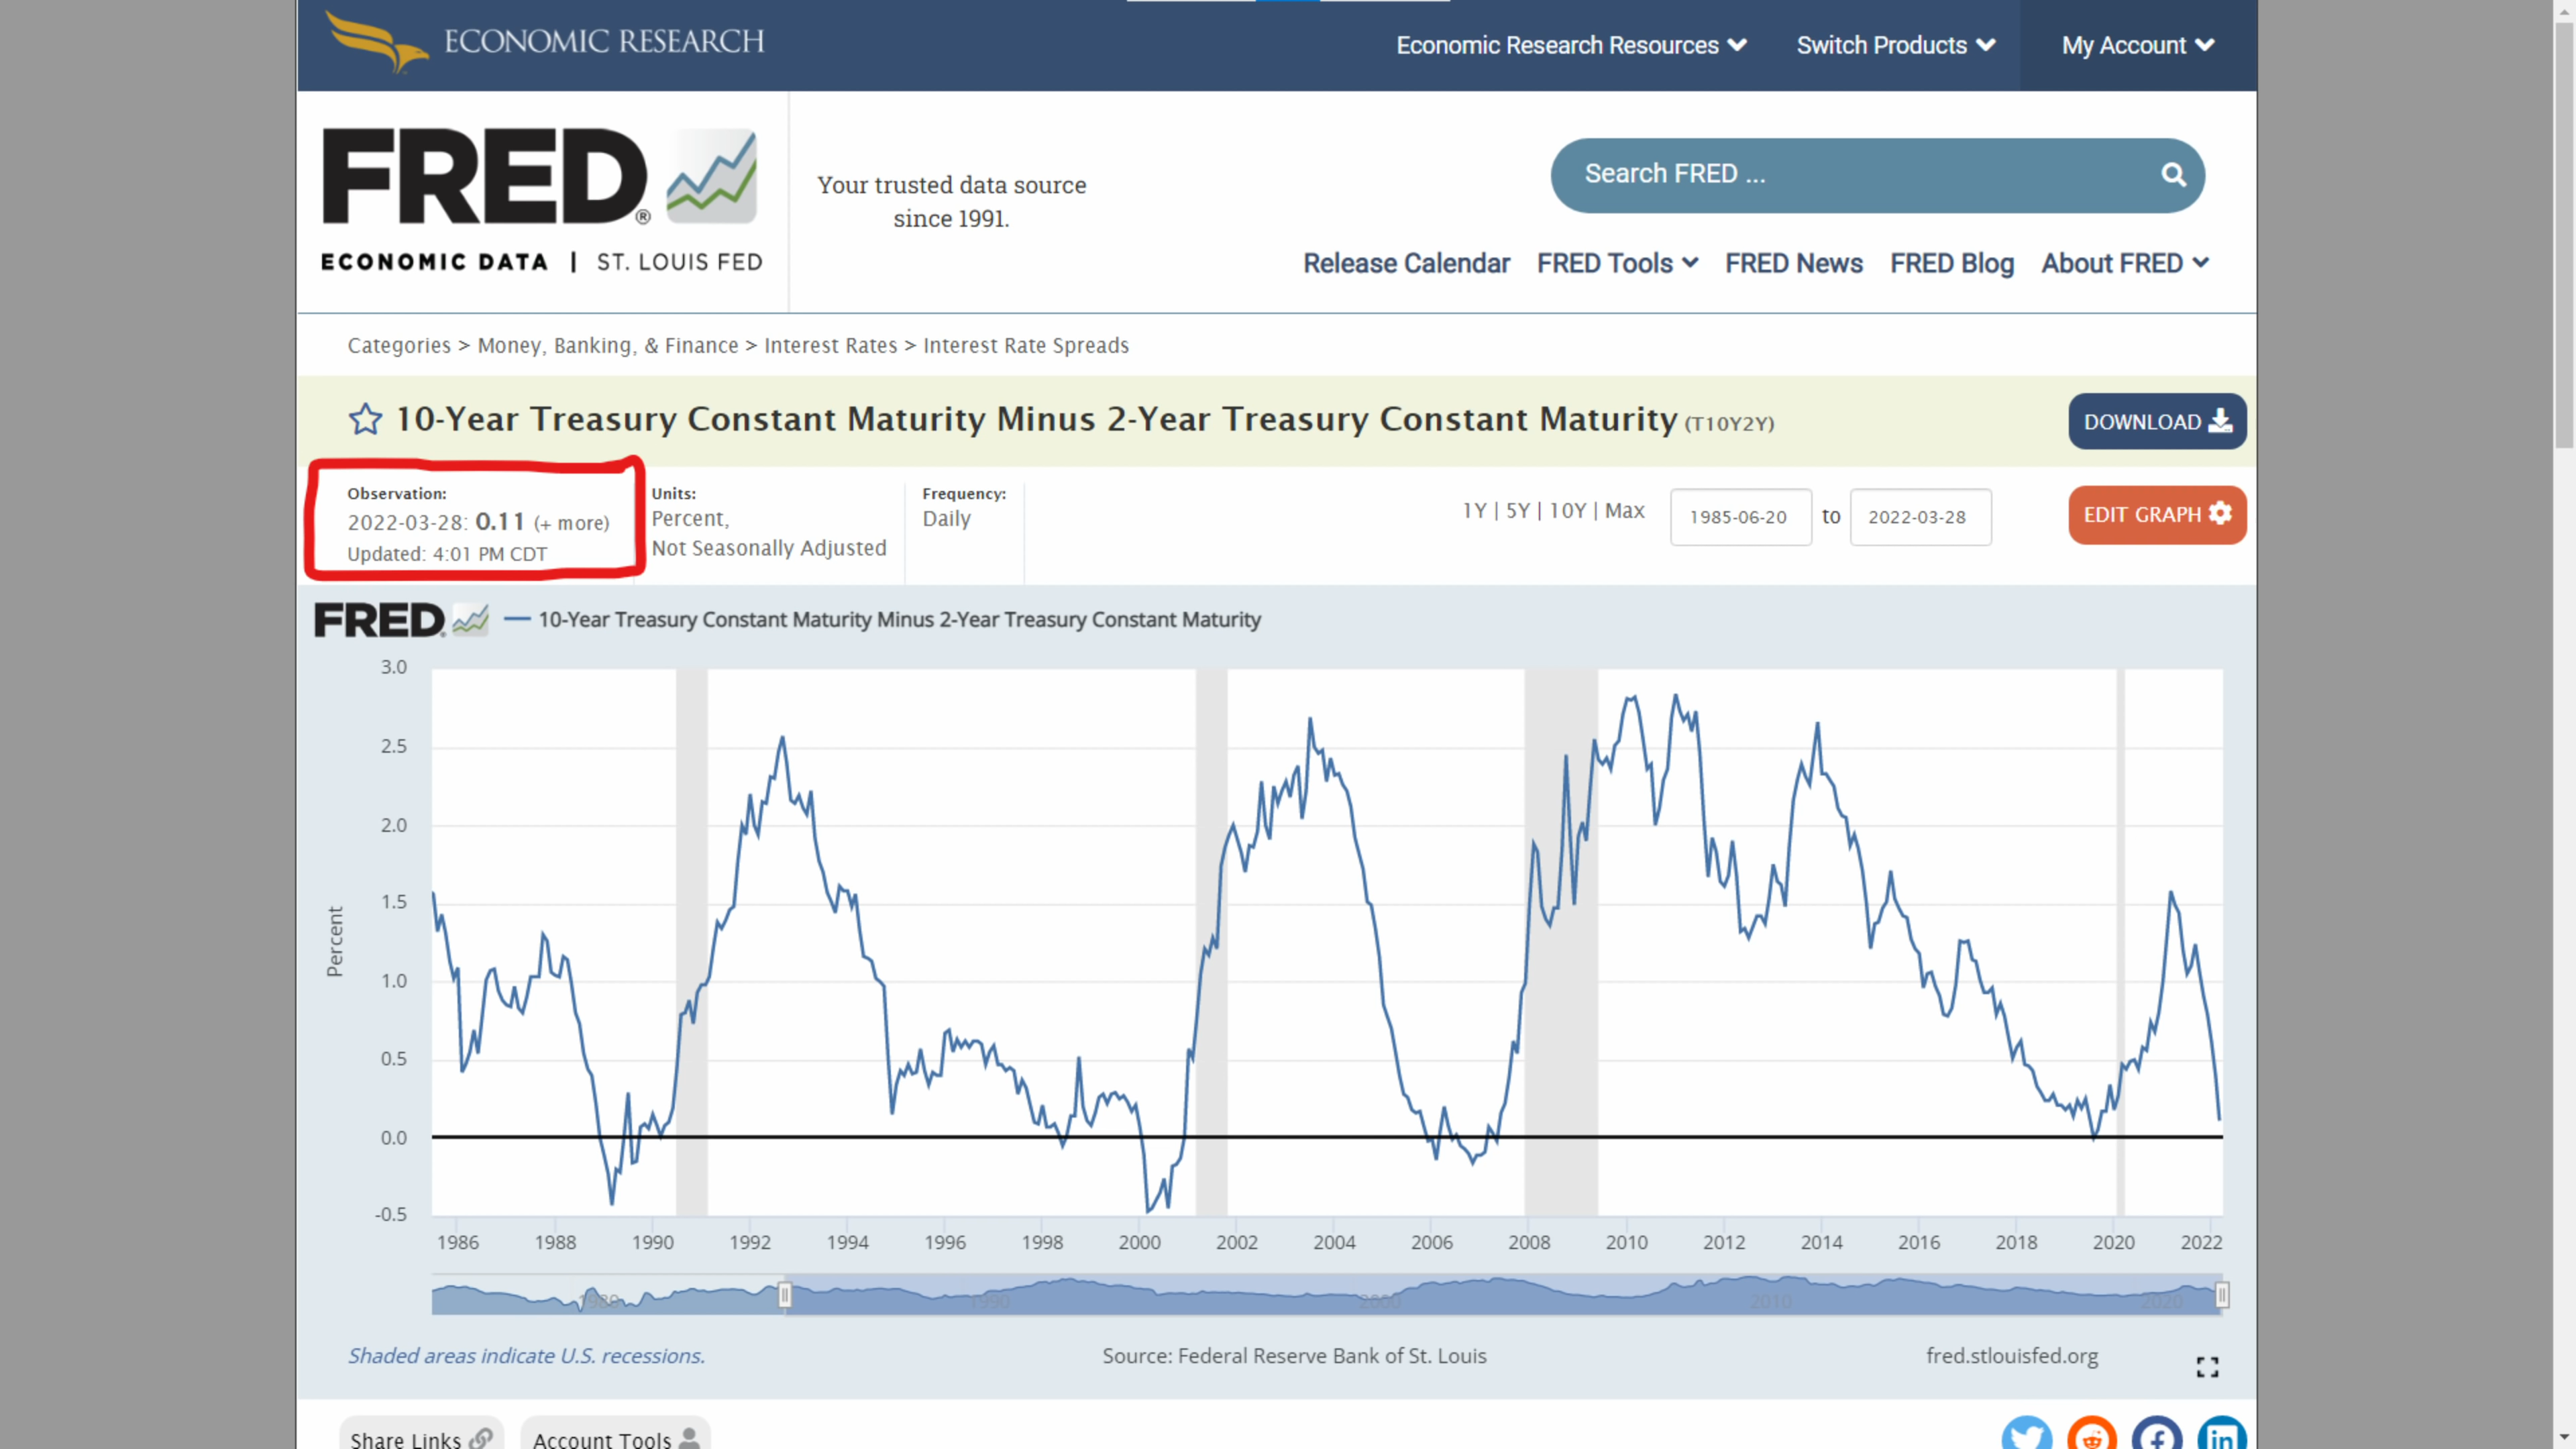 ECONOMIC RESEARCH
Economic Research Resources
Switch Products
My Account
FRED®
ECONOMIC DATA | ST. LOUIS FED
Your trusted data source
since 1991.
Search FRED ...
Release Calendar
FRED Tools
FRED News
FRED Blog
About FRED
Categories > Money, Banking, & Finance > Interest Rates > Interest Rate Spreads
10-Year Treasury Constant Maturity Minus 2-Year Treasury Constant Maturity (T10Y2Y)
DOWNLOAD
Observation:
2022-03-28: 0.11 (+ more)
Updated: 4:01 PM CDT
Units:
Percent,
Not Seasonally Adjusted
Frequency:
Daily
1Y | 5Y | 10Y | Max
1985-06-20 to 2022-03-28
EDIT GRAPH
FRED
10-Year Treasury Constant Maturity Minus 2-Year Treasury Constant Maturity
3.0
2.5
2.0
1.5
1.0
0.5
0.0
-0.5
Percent
1986 1988 1990 1992 1994 1996 1998 2000 2002 2004 2006 2008 2010 2012 2014 2016 2018 2020 2022
1980 1990 2000 2010 2020
Shaded areas indicate U.S. recessions.
Source: Federal Reserve Bank of St. Louis
fred.stlouisfed.org
Share Links
Account Tools
in